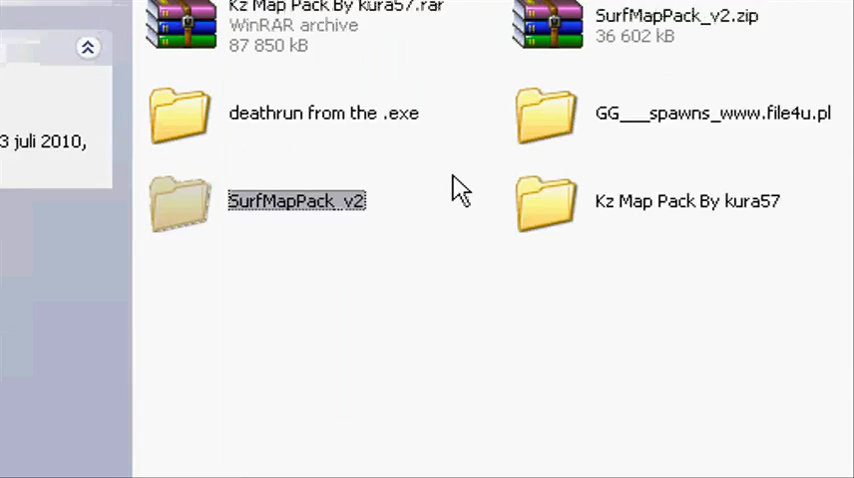 Kz Map Pack By kura57.rar
WinRAR archive
87 850 kB
SurfMapPack_v2.zip
36 602 kB
deathrun from the .exe
GG___spawns_www.file4u.pl
3 juli 2010,
SurfMapPack_v2
Kz Map Pack By kura57